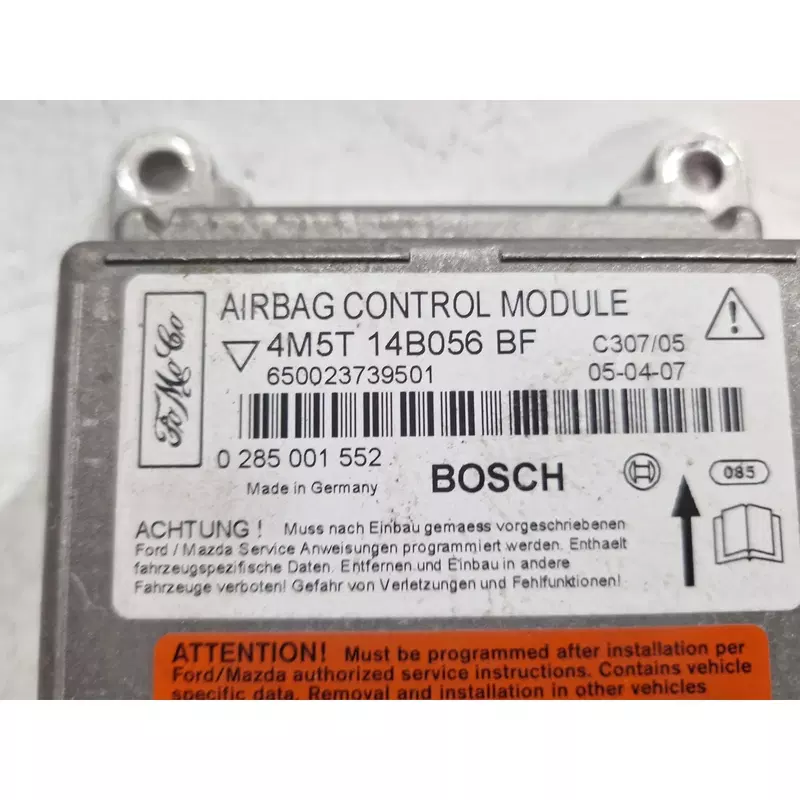 FoMoCo
AIRBAG CONTROL MODULE
4M5T 14B056 BF
C307/05
650023739501
05-04-07
0 285 001 552
BOSCH
085
Made in Germany
ACHTUNG! Muss nach Einbau gemaess vorgeschriebenen
Ford / Mazda Service Anweisungen programmiert werden. Enthaelt
fahrzeugspezifische Daten. Entfernen und Einbau in andere
Fahrzeuge verboten! Gefahr von Verletzungen und Fehlfunktionen!
ATTENTION! Must be programmed after installation per
Ford/Mazda authorized service instructions. Contains vehicle
specific data. Removal and installation in other vehicles